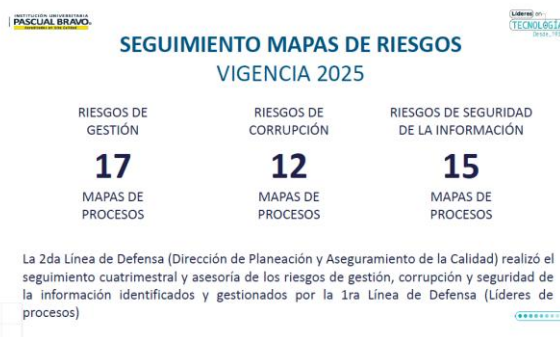 INSTITUCIÓN UNIVERSITARIA
PASCUAL BRAVO
Líderes en
TECNOLOGÍA
SEGUIMIENTO MAPAS DE RIESGOS
VIGENCIA 2025
RIESGOS DE
GESTIÓN
17
MAPAS DE
PROCESOS
RIESGOS DE
CORRUPCIÓN
12
MAPAS DE
PROCESOS
RIESGOS DE SEGURIDAD
DE LA INFORMACIÓN
15
MAPAS DE
PROCESOS
La 2da Línea de Defensa (Dirección de Planeación y Aseguramiento de la Calidad) realizó el
seguimiento cuatrimestral y asesoría de los riesgos de gestión, corrupción y seguridad de
la información identificados y gestionados por la 1ra Línea de Defensa (Líderes de
procesos)